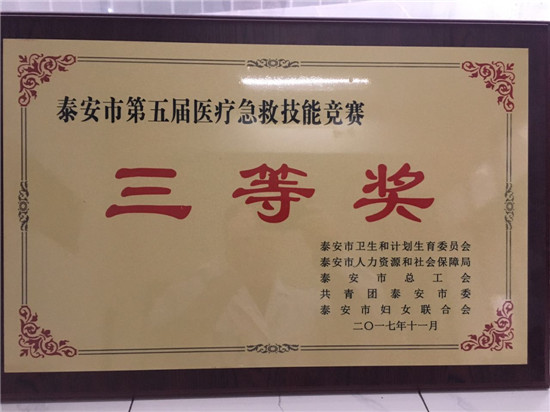 泰安市第五届医疗急救技能竞赛
三等奖
泰安市卫生和计划生育委员会
泰安市人力资源和社会保障局
泰安市总工会
共青团泰安市委
泰安市妇女联合会
二〇一七年十一月